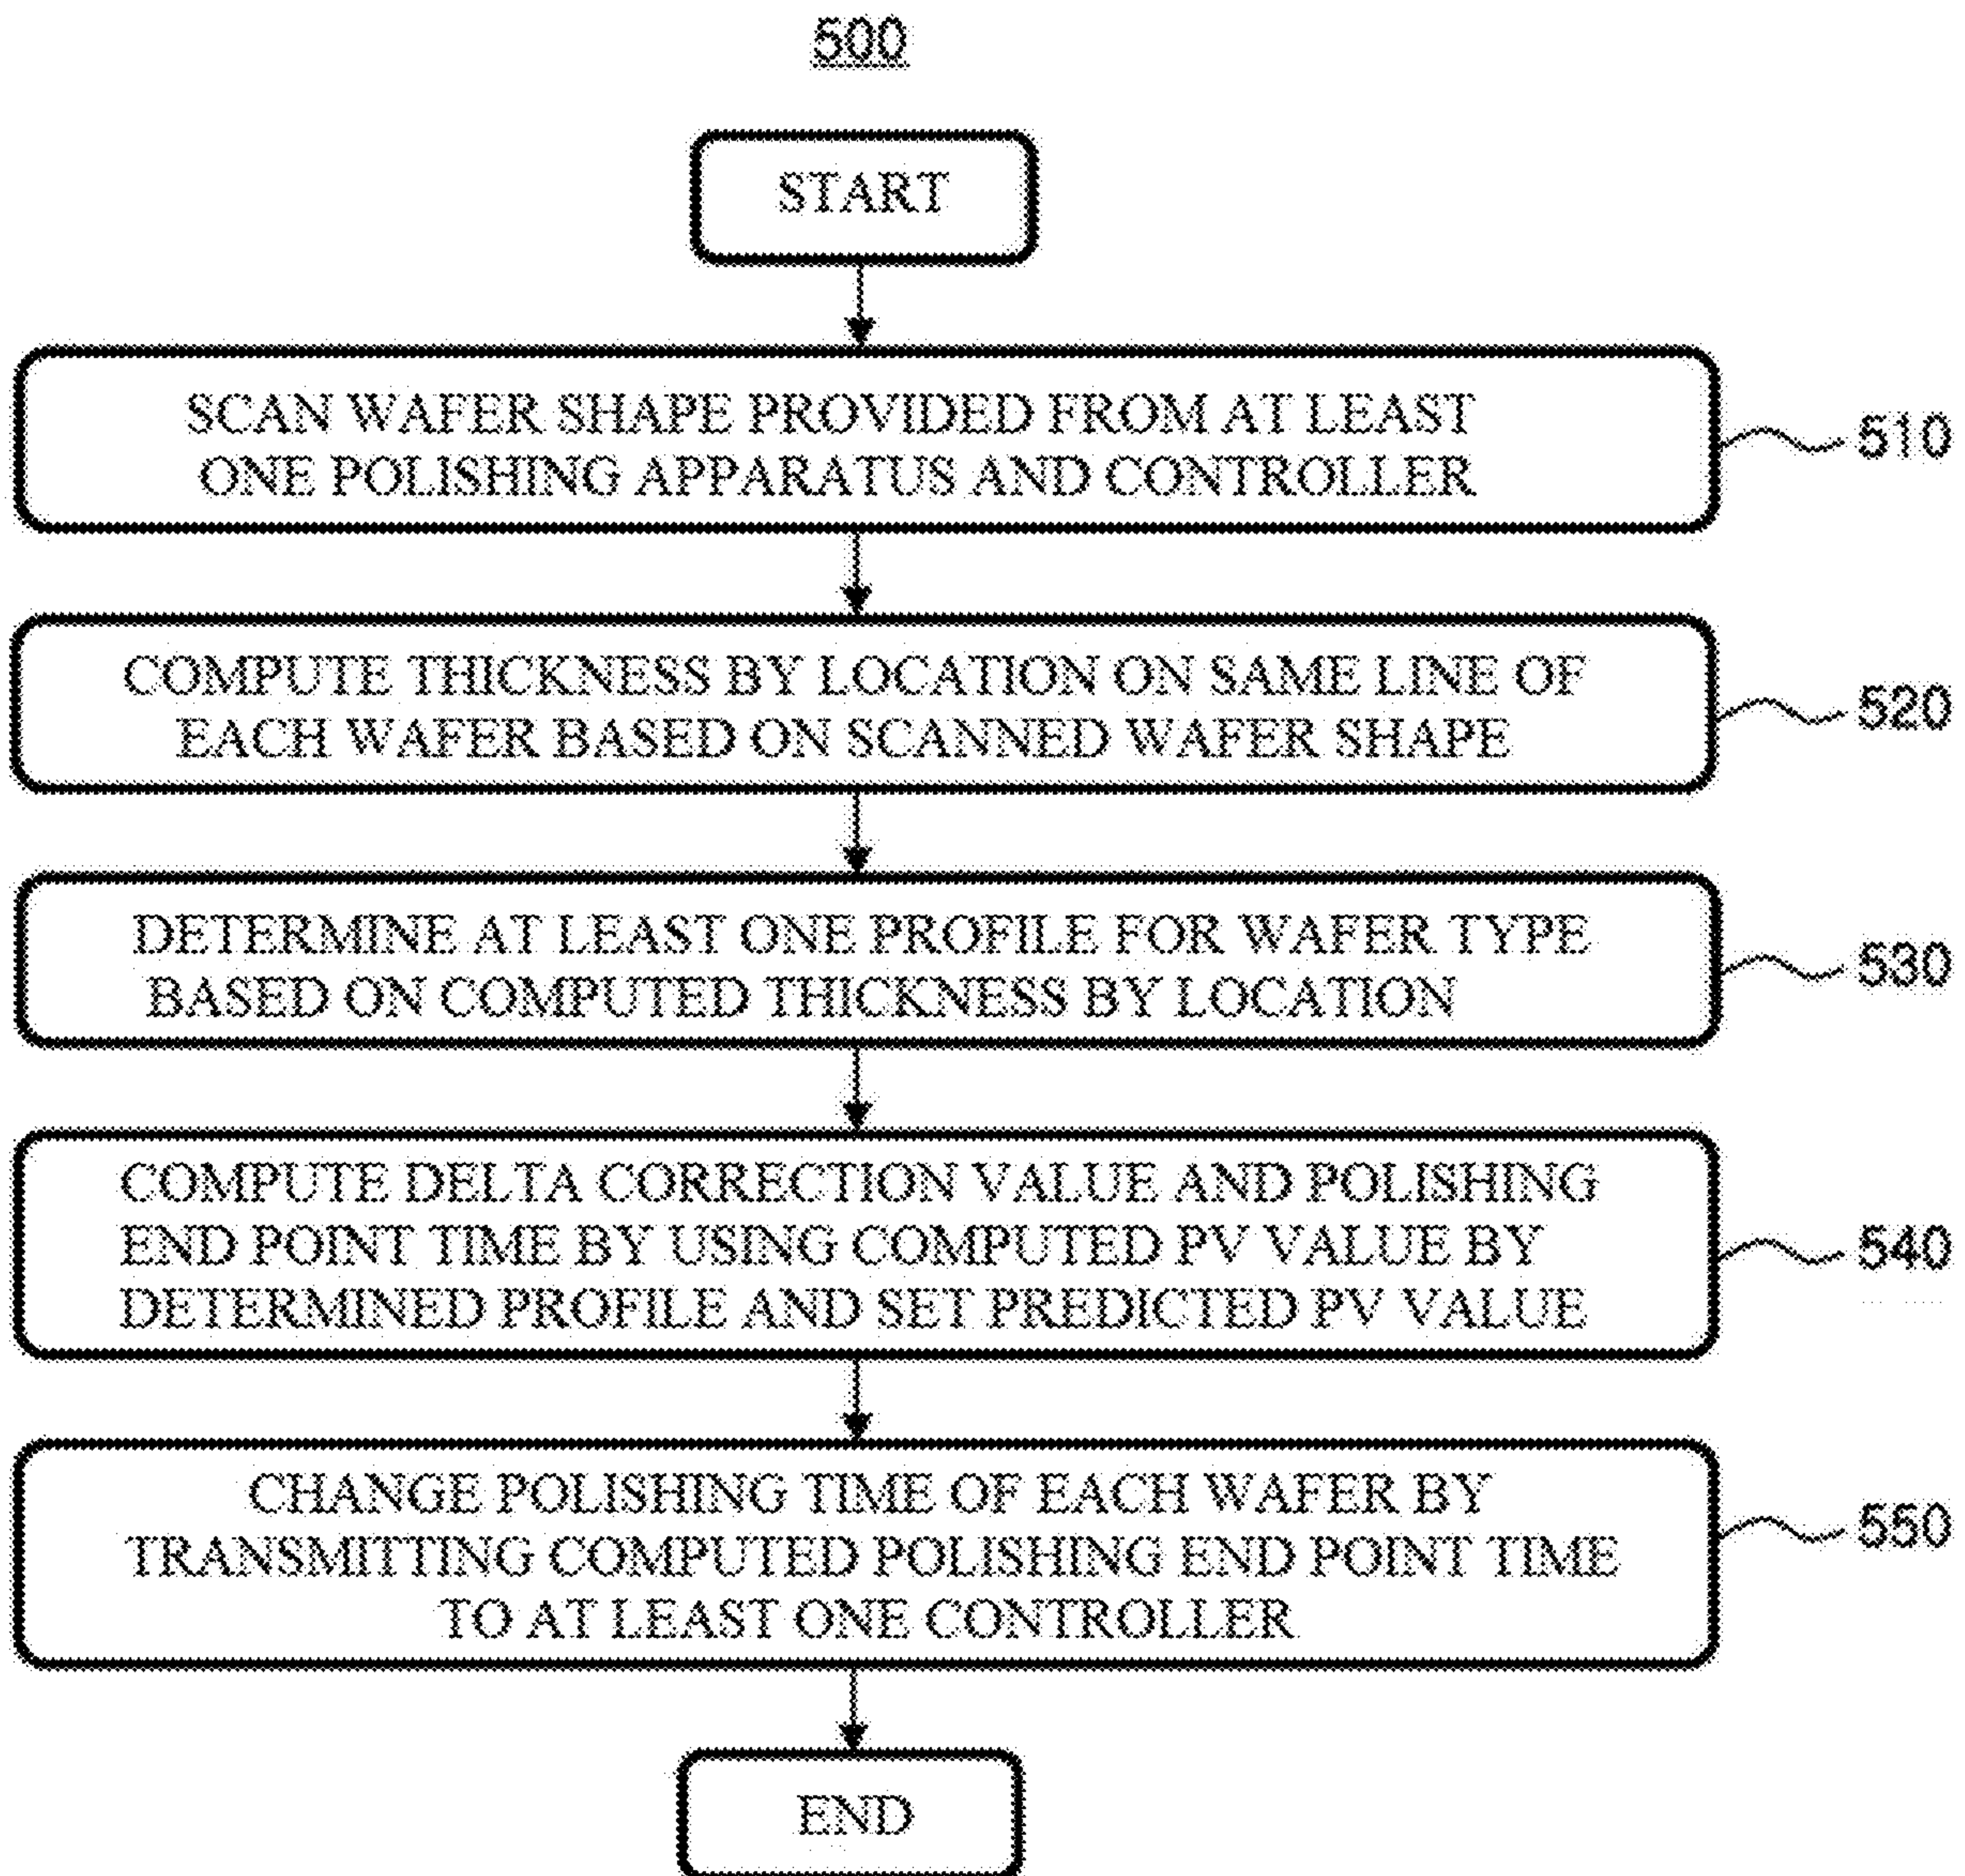 500
START
SCAN WAFER SHAPE PROVIDED FROM AT LEAST
ONE POLISHING APPARATUS AND CONTROLLER
510
COMPUTE THICKNESS BY LOCATION ON SAME LINE OF
EACH WAFER BASED ON SCANNED WAFER SHAPE
520
DETERMINE AT LEAST ONE PROFILE FOR WAFER TYPE
BASED ON COMPUTED THICKNESS BY LOCATION
530
COMPUTE DELTA CORRECTION VALUE AND POLISHING
END POINT TIME BY USING COMPUTED PV VALUE BY
DETERMINED PROFILE AND SET PREDICTED PV VALUE
540
CHANGE POLISHING TIME OF EACH WAFER BY
TRANSMITTING COMPUTED POLISHING END POINT TIME
TO AT LEAST ONE CONTROLLER
550
END